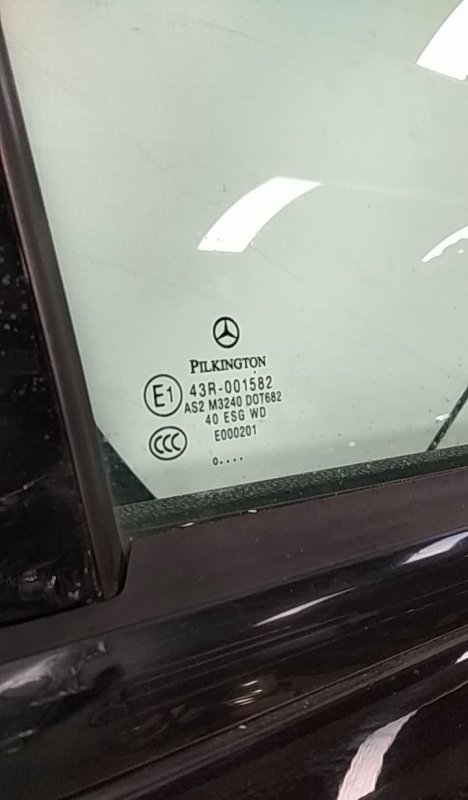 PILKINGTON
E1 43R-001582
AS2 M3240 DOT682
40 ESG WD
CCC E000201
o....